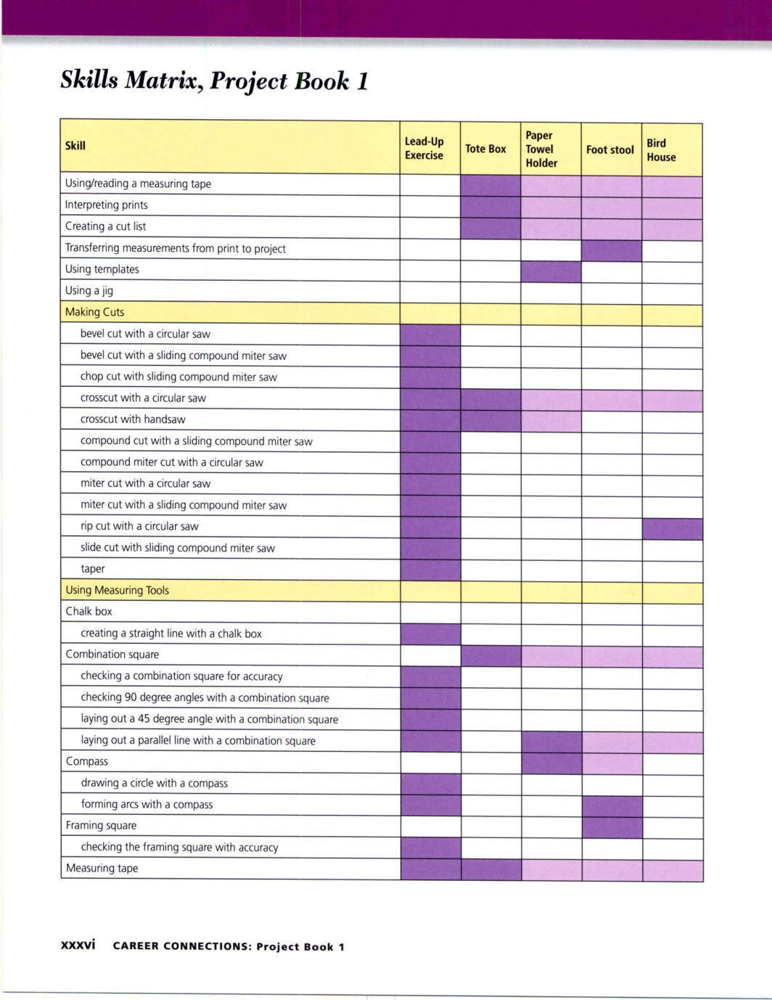 Skills Matrix, Project Book 1
Skill
Lead-Up
Exercise
Tote Box
Paper
Towel
Holder
Foot stool
Bird
House
Using/reading a measuring tape
Interpreting prints
Creating a cut list
Transferring measurements from print to project
Using templates
Using a jig
Making Cuts
bevel cut with a circular saw
bevel cut with a sliding compound miter saw
chop cut with sliding compound miter saw
crosscut with a circular saw
crosscut with handsaw
compound cut with a sliding compound miter saw
compound miter cut with a circular saw
miter cut with a circular saw
miter cut with a sliding compound miter saw
rip cut with a circular saw
slide cut with sliding compound miter saw
taper
Using Measuring Tools
Chalk box
creating a straight line with a chalk box
Combination square
checking a combination square for accuracy
checking 90 degree angles with a combination square
laying out a 45 degree angle with a combination square
laying out a parallel line with a combination square
Compass
drawing a circle with a compass
forming arcs with a compass
Framing square
checking the framing square with accuracy
Measuring tape
xxxvi CAREER CONNECTIONS: Project Book 1